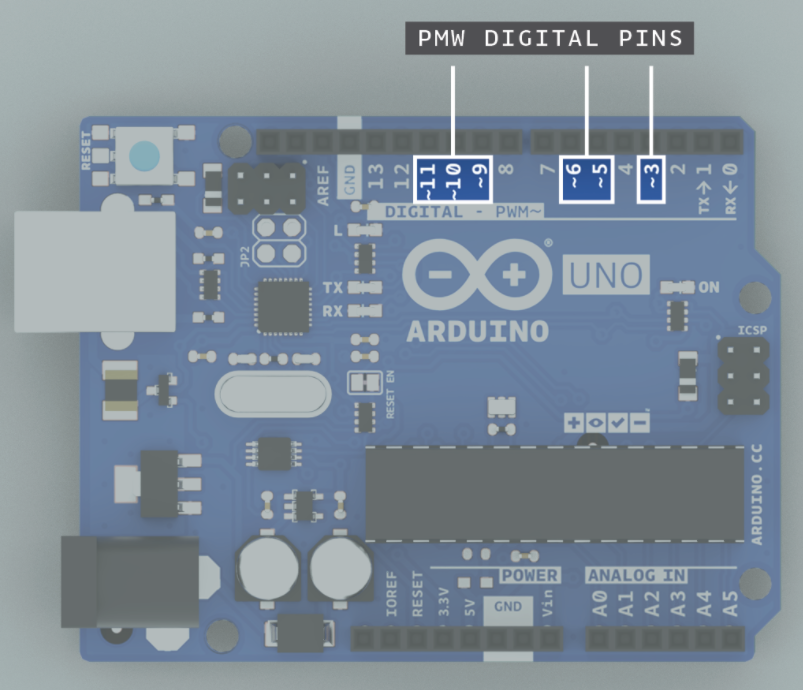 PMW DIGITAL PINS
RESET
AREF
GND
13
12
~11
~10
~9
8
7
~6
~5
4
~3
2
TX→1
RX←0
DIGITAL - PWM~
JP2
L
TX
RX
UNO
ON
ARDUINO
ICSP
RESET EN
ARDUINO.CC
POWER
ANALOG IN
IOREF
RESET
3.3V
5V
GND
Vin
A0
A1
A2
A3
A4
A5